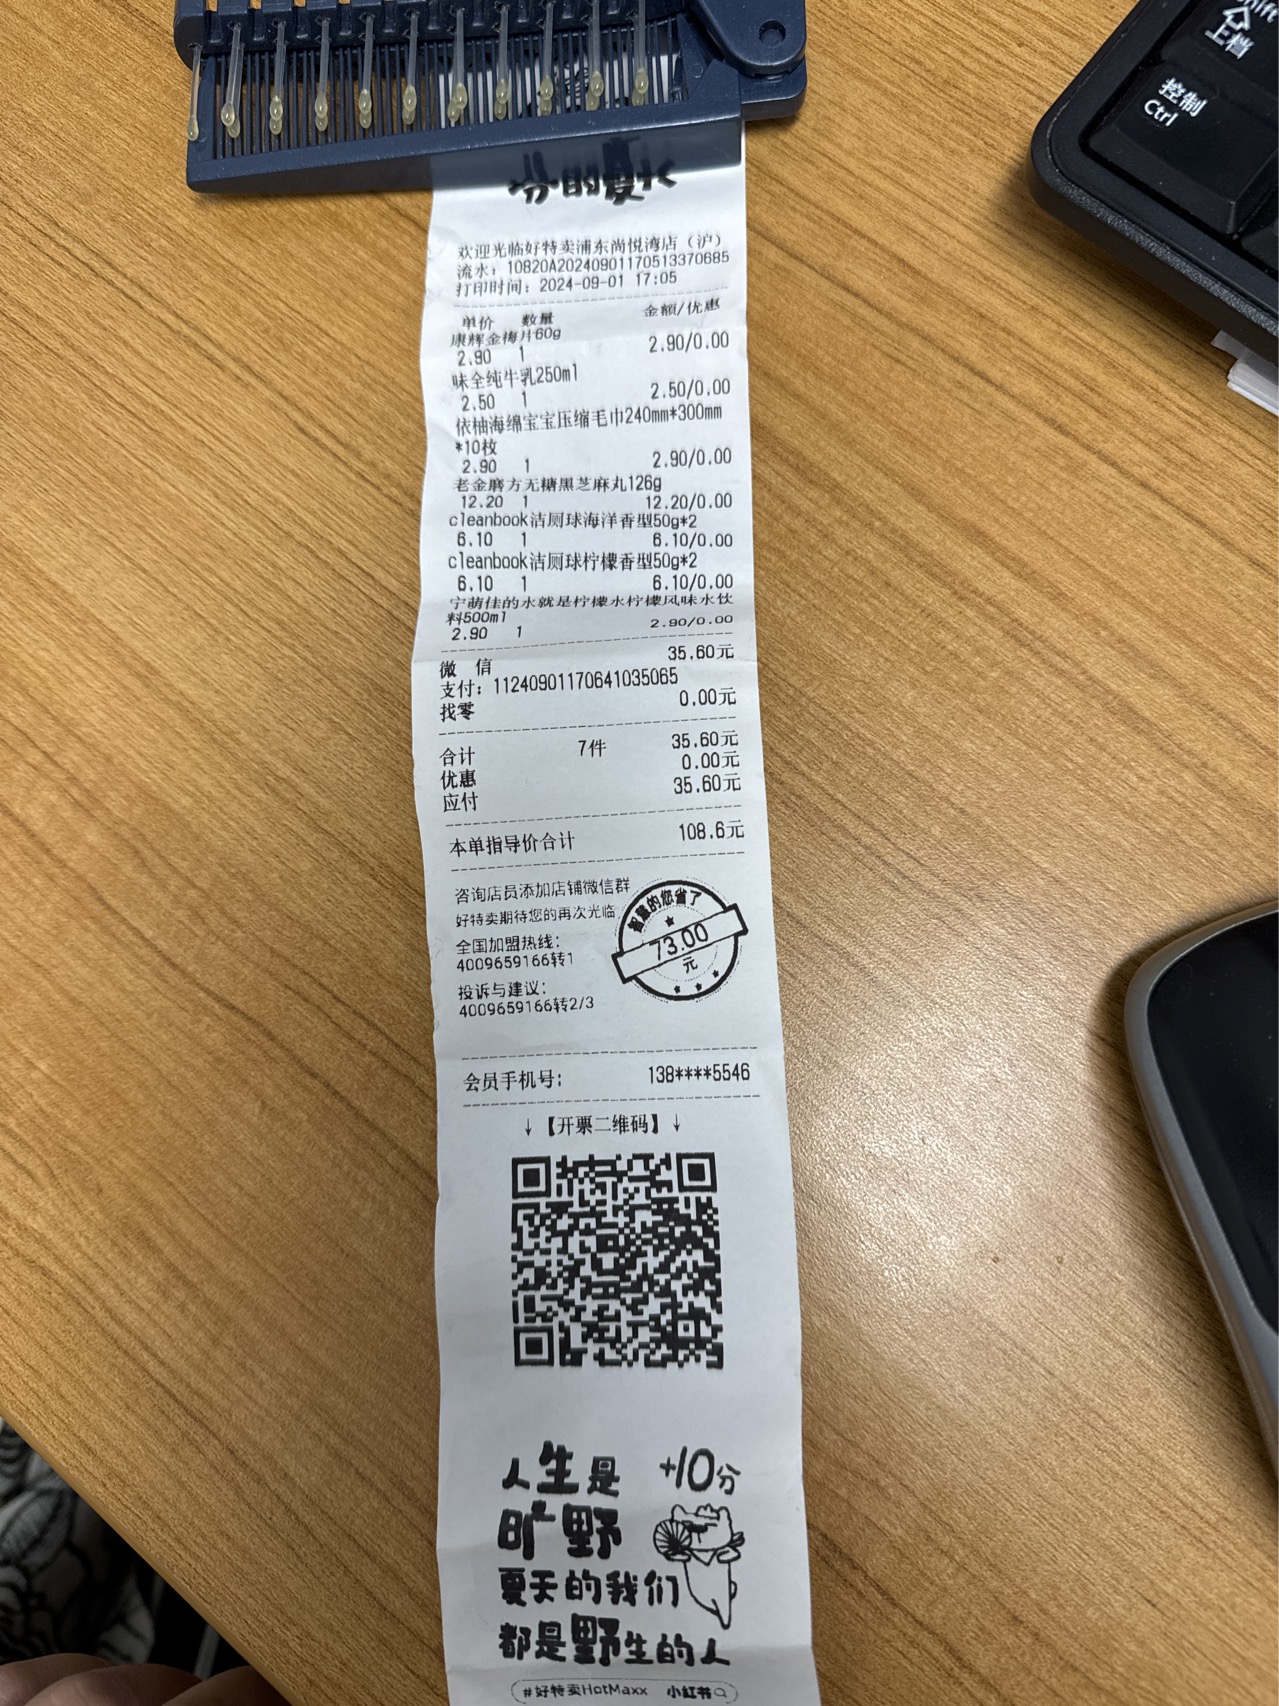 Shift
上档
控制
Ctrl
欢迎光临好特卖浦东尚悦湾店（沪）
流水：10820A202409011705133​70685
打印时间：2024-09-01 17:05
单价 数量 金额/优惠
康辉金梅片60g
2.90 1 2.90/0.00
味全纯牛乳250ml
2.50 1 2.50/0.00
依柚海绵宝宝压缩毛巾240mm*300mm
*10枚
2.90 1 2.90/0.00
老金磨方无糖黑芝麻丸126g
12.20 1 12.20/0.00
cleanbook洁厕球海洋香型50g*2
6.10 1 6.10/0.00
cleanbook洁厕球柠檬香型50g*2
6.10 1 6.10/0.00
宁萌佳的水就是柠檬水柠檬风味水饮
料500ml
2.90 1 2.90/0.00
微 信 35.60元
支付：11240901170641035065
找零 0.00元
合计 7件 35.60元
优惠 0.00元
应付 35.60元
本单指导价合计 108.6元
咨询店员添加店铺微信群
好特卖期待您的再次光临
全国加盟热线：
4009659166转1
投诉与建议：
4009659166转2/3
智慧的您省了
73.00
元
会员手机号： 138****5546
↓【开票二维码】↓
人生是 +10分
旷野
夏天的我们
都是野生的人
#好特卖HotMaxx 小红书